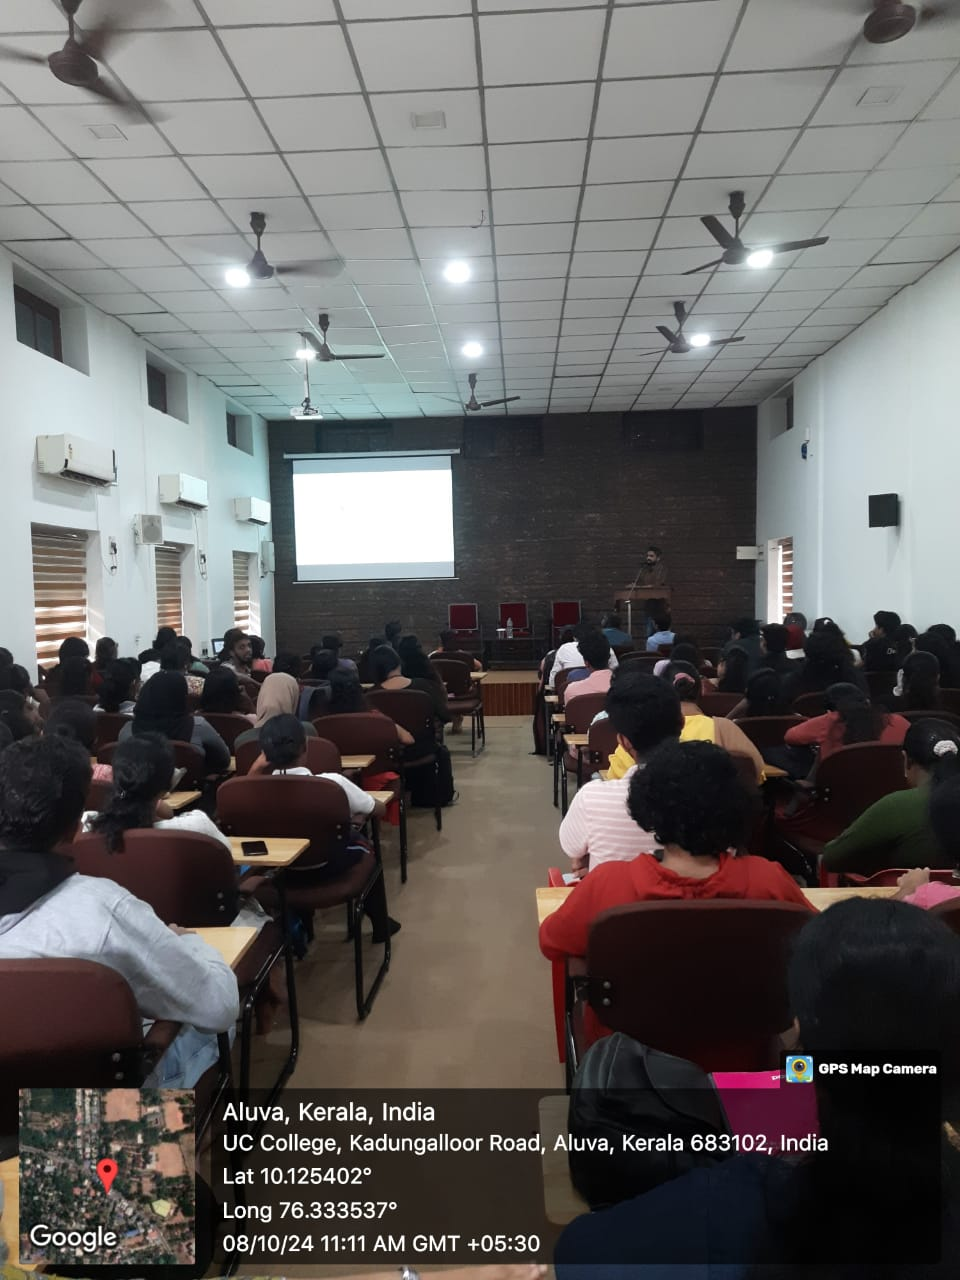 GPS Map Camera
Aluva, Kerala, India
UC College, Kadungalloor Road, Aluva, Kerala 683102, India
Lat 10.125402°
Long 76.333537°
08/10/24 11:11 AM GMT +05:30
Google